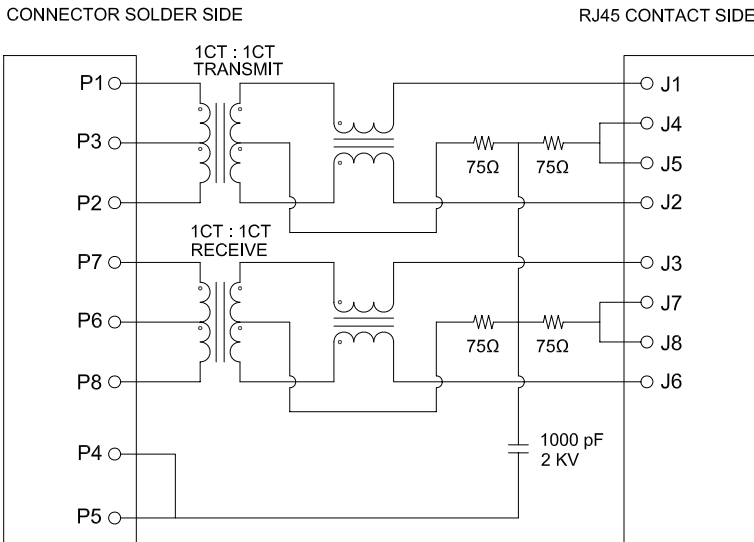 CONNECTOR SOLDER SIDE
RJ45 CONTACT SIDE
1CT : 1CT
TRANSMIT
P1
P3
P2
J1
J4
J5
J2
75Ω
75Ω
1CT : 1CT
RECEIVE
P7
P6
P8
J3
J7
J8
J6
75Ω
75Ω
P4
P5
1000 pF
2 KV